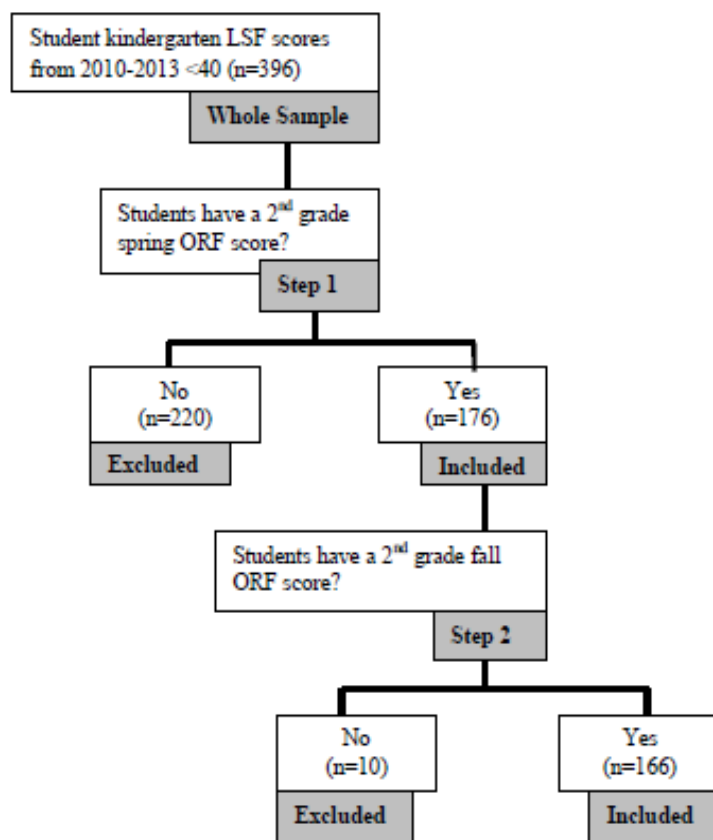 Student kindergarten LSF scores
from 2010-2013 <40 (n=396)
Whole Sample
Students have a 2nd grade
spring ORF score?
Step 1
No
(n=220)
Excluded
Yes
(n=176)
Included
Students have a 2nd grade fall
ORF score?
Step 2
No
(n=10)
Excluded
Yes
(n=166)
Included